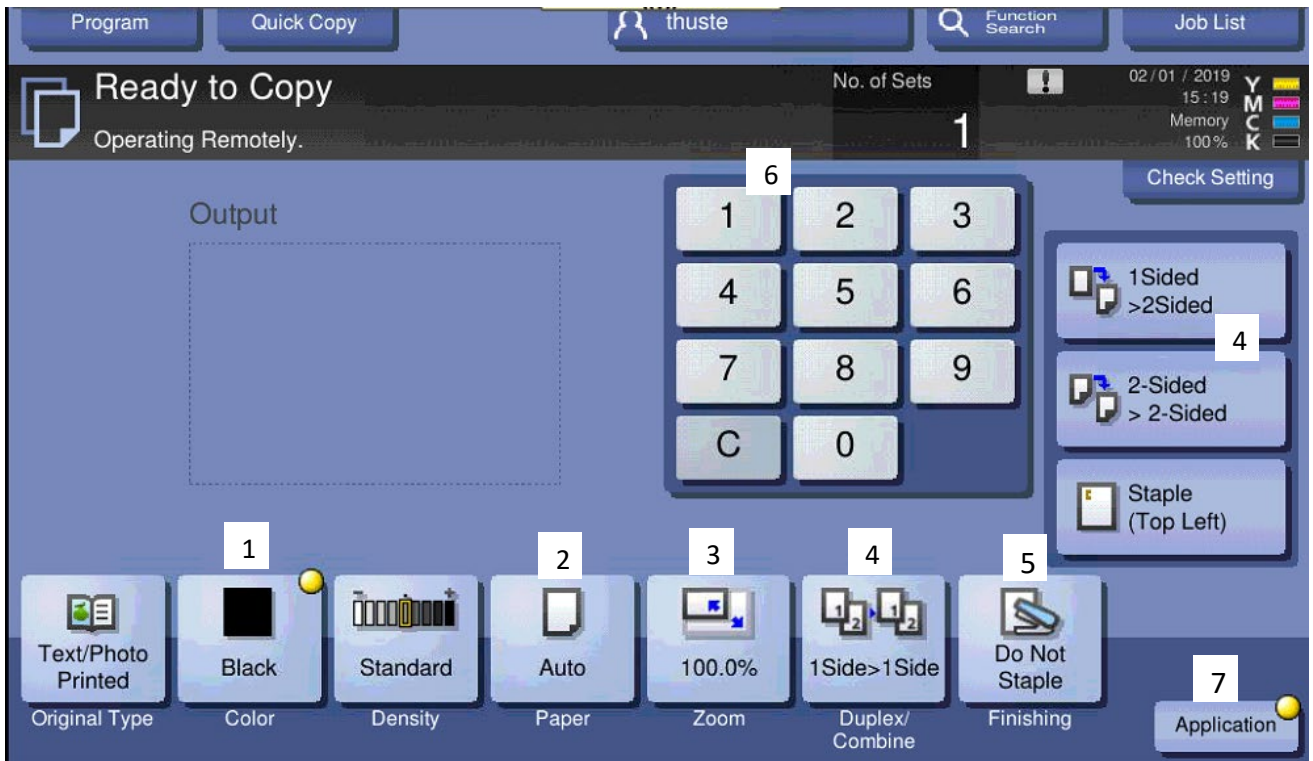 Program
Quick Copy
thuste
Function
Search
Job List
Ready to Copy
Operating Remotely.
No. of Sets
1
02/01 / 2019
15:19
Memory
100%
Y
M
C
K
Check Setting
Output
6
1
2
3
4
5
6
7
8
9
C
0
1Sided
>2Sided
4
2-Sided
> 2-Sided
Staple
(Top Left)
1
2
3
4
5
7
Text/Photo
Printed
Black
Standard
Auto
100.0%
1 2 1 2
1Side>1Side
Do Not
Staple
Original Type
Color
Density
Paper
Zoom
Duplex/
Combine
Finishing
Application